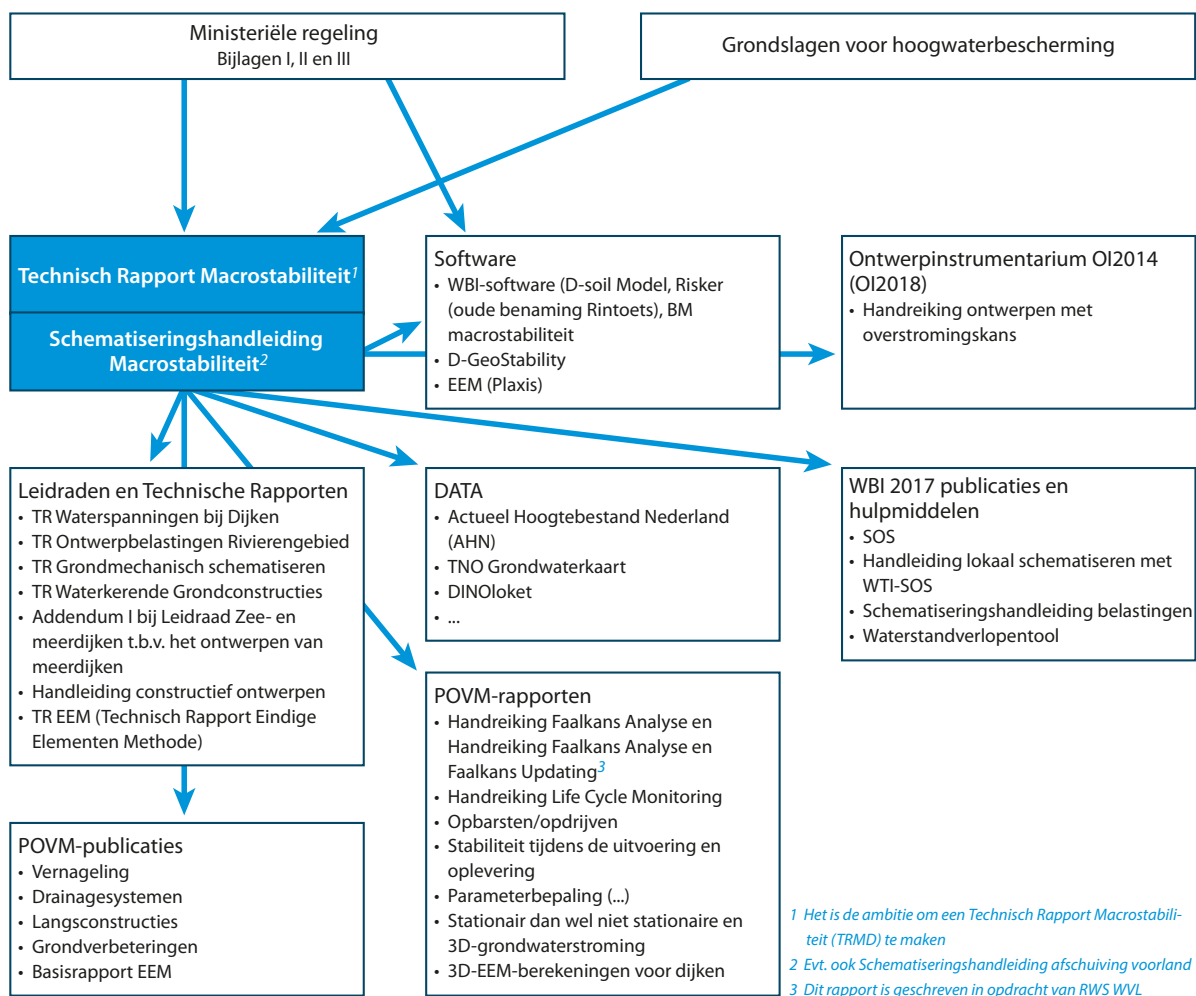 Ministeriële regeling
Bijlagen I, II en III
Grondslagen voor hoogwaterbescherming
Technisch Rapport Macrostabiliteit1
Schematiseringshandleiding
Macrostabiliteit2
Software
• WBI-software (D-soil Model, Risker
(oude benaming Rintoets), BM
macrostabiliteit
• D-GeoStability
• EEM (Plaxis)
Ontwerpinstrumentarium OI2014
(OI2018)
• Handreiking ontwerpen met
overstromingskans
Leidraden en Technische Rapporten
• TR Waterspanningen bij Dijken
• TR Ontwerpbelastingen Rivierengebied
• TR Grondmechanisch schematiseren
• TR Waterkerende Grondconstructies
• Addendum I bij Leidraad Zee- en
meerdijken t.b.v. het ontwerpen van
meerdijken
• Handleiding constructief ontwerpen
• TR EEM (Technisch Rapport Eindige
Elementen Methode)
DATA
• Actueel Hoogtebestand Nederland
(AHN)
• TNO Grondwaterkaart
• DINOloket
• ...
WBI 2017 publicaties en
hulpmiddelen
• SOS
• Handleiding lokaal schematiseren met
WTI-SOS
• Schematiseringshandleiding belastingen
• Waterstandverlopentool
POVM-publicaties
• Vernageling
• Drainagesystemen
• Langsconstructies
• Grondverbeteringen
• Basisrapport EEM
POVM-rapporten
• Handreiking Faalkans Analyse en
Handreiking Faalkans Analyse en
Faalkans Updating3
• Handreiking Life Cycle Monitoring
• Opbarsten/opdrijven
• Stabiliteit tijdens de uitvoering en
oplevering
• Parameterbepaling (...)
• Stationair dan wel niet stationaire en
3D-grondwaterstroming
• 3D-EEM-berekeningen voor dijken
1 Het is de ambitie om een Technisch Rapport Macrostabili-
teit (TRMD) te maken
2 Evt. ook Schematiseringshandleiding afschuiving voorland
3 Dit rapport is geschreven in opdracht van RWS WVL